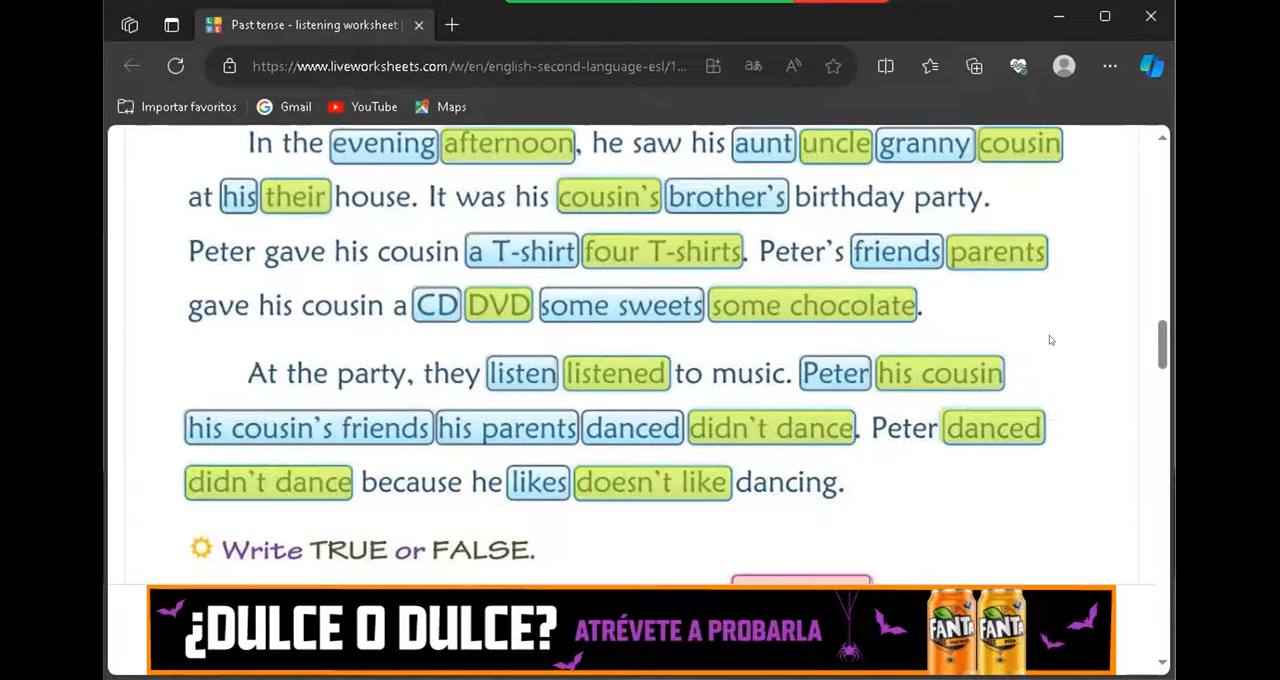 Past tense - listening worksheet
https://www.liveworksheets.com/w/en/english-second-language-esl/1...
Importar favoritos Gmail YouTube Maps
In the evening afternoon, he saw his aunt uncle granny cousin
at his their house. It was his cousin's brother's birthday party.
Peter gave his cousin a T-shirt four T-shirts. Peter's friends parents
gave his cousin a CD DVD some sweets some chocolate.
At the party, they listen listened to music. Peter his cousin
his cousin's friends his parents danced didn't dance. Peter danced
didn't dance because he likes doesn't like dancing.
Write TRUE or FALSE.
¿DULCE O DULCE? ATRÉVETE A PROBARLA
FANTA FANTA